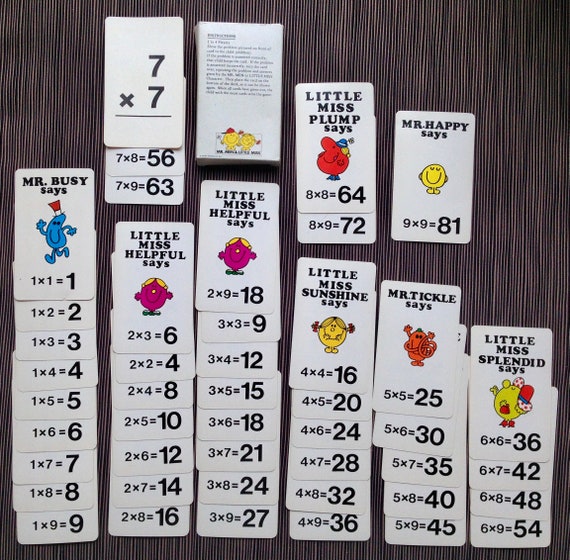 7
× 7
7×8=56
7×9=63
INSTRUCTIONS
MR. MEN & LITTLE MISS
LITTLE
MISS
PLUMP
says
8×8=64
8×9=72
MR. HAPPY
says
9×9=81
MR. BUSY
says
1×1=1
1×2=2
1×3=3
1×4=4
1×5=5
1×6=6
1×7=7
1×8=8
1×9=9
LITTLE
MISS
HELPFUL
says
2×3=6
2×2=4
2×4=8
2×5=10
2×6=12
2×7=14
2×8=16
LITTLE
MISS
HELPFUL
says
2×9=18
3×3=9
3×4=12
3×5=15
3×6=18
3×7=21
3×8=24
3×9=27
LITTLE
MISS
SUNSHINE
says
4×4=16
4×5=20
4×6=24
4×7=28
4×8=32
4×9=36
MR. TICKLE
says
5×5=25
5×6=30
5×7=35
5×8=40
5×9=45
LITTLE
MISS
SPLENDID
says
6×6=36
6×7=42
6×8=48
6×9=54